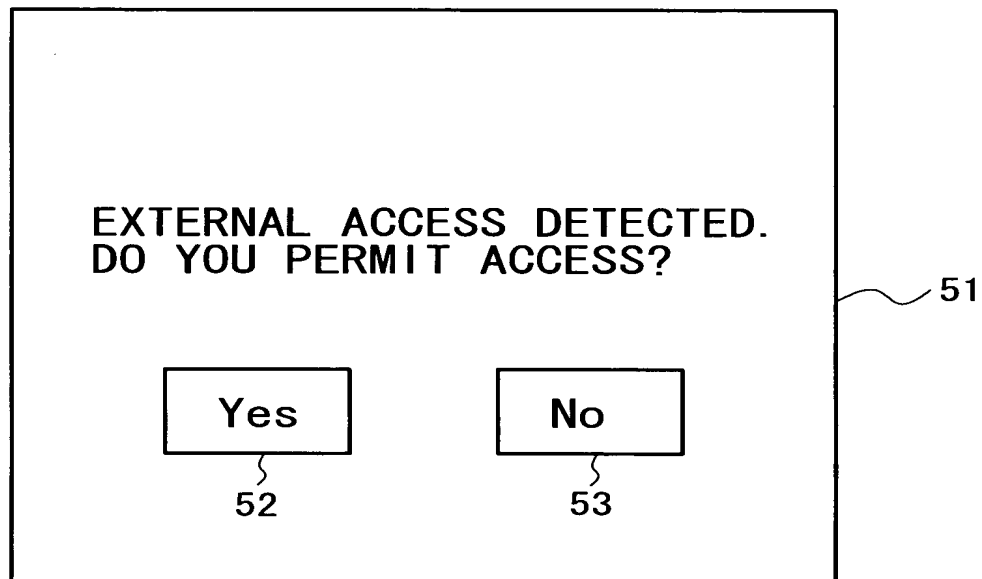 EXTERNAL ACCESS DETECTED.
DO YOU PERMIT ACCESS?
51
Yes No
52 53